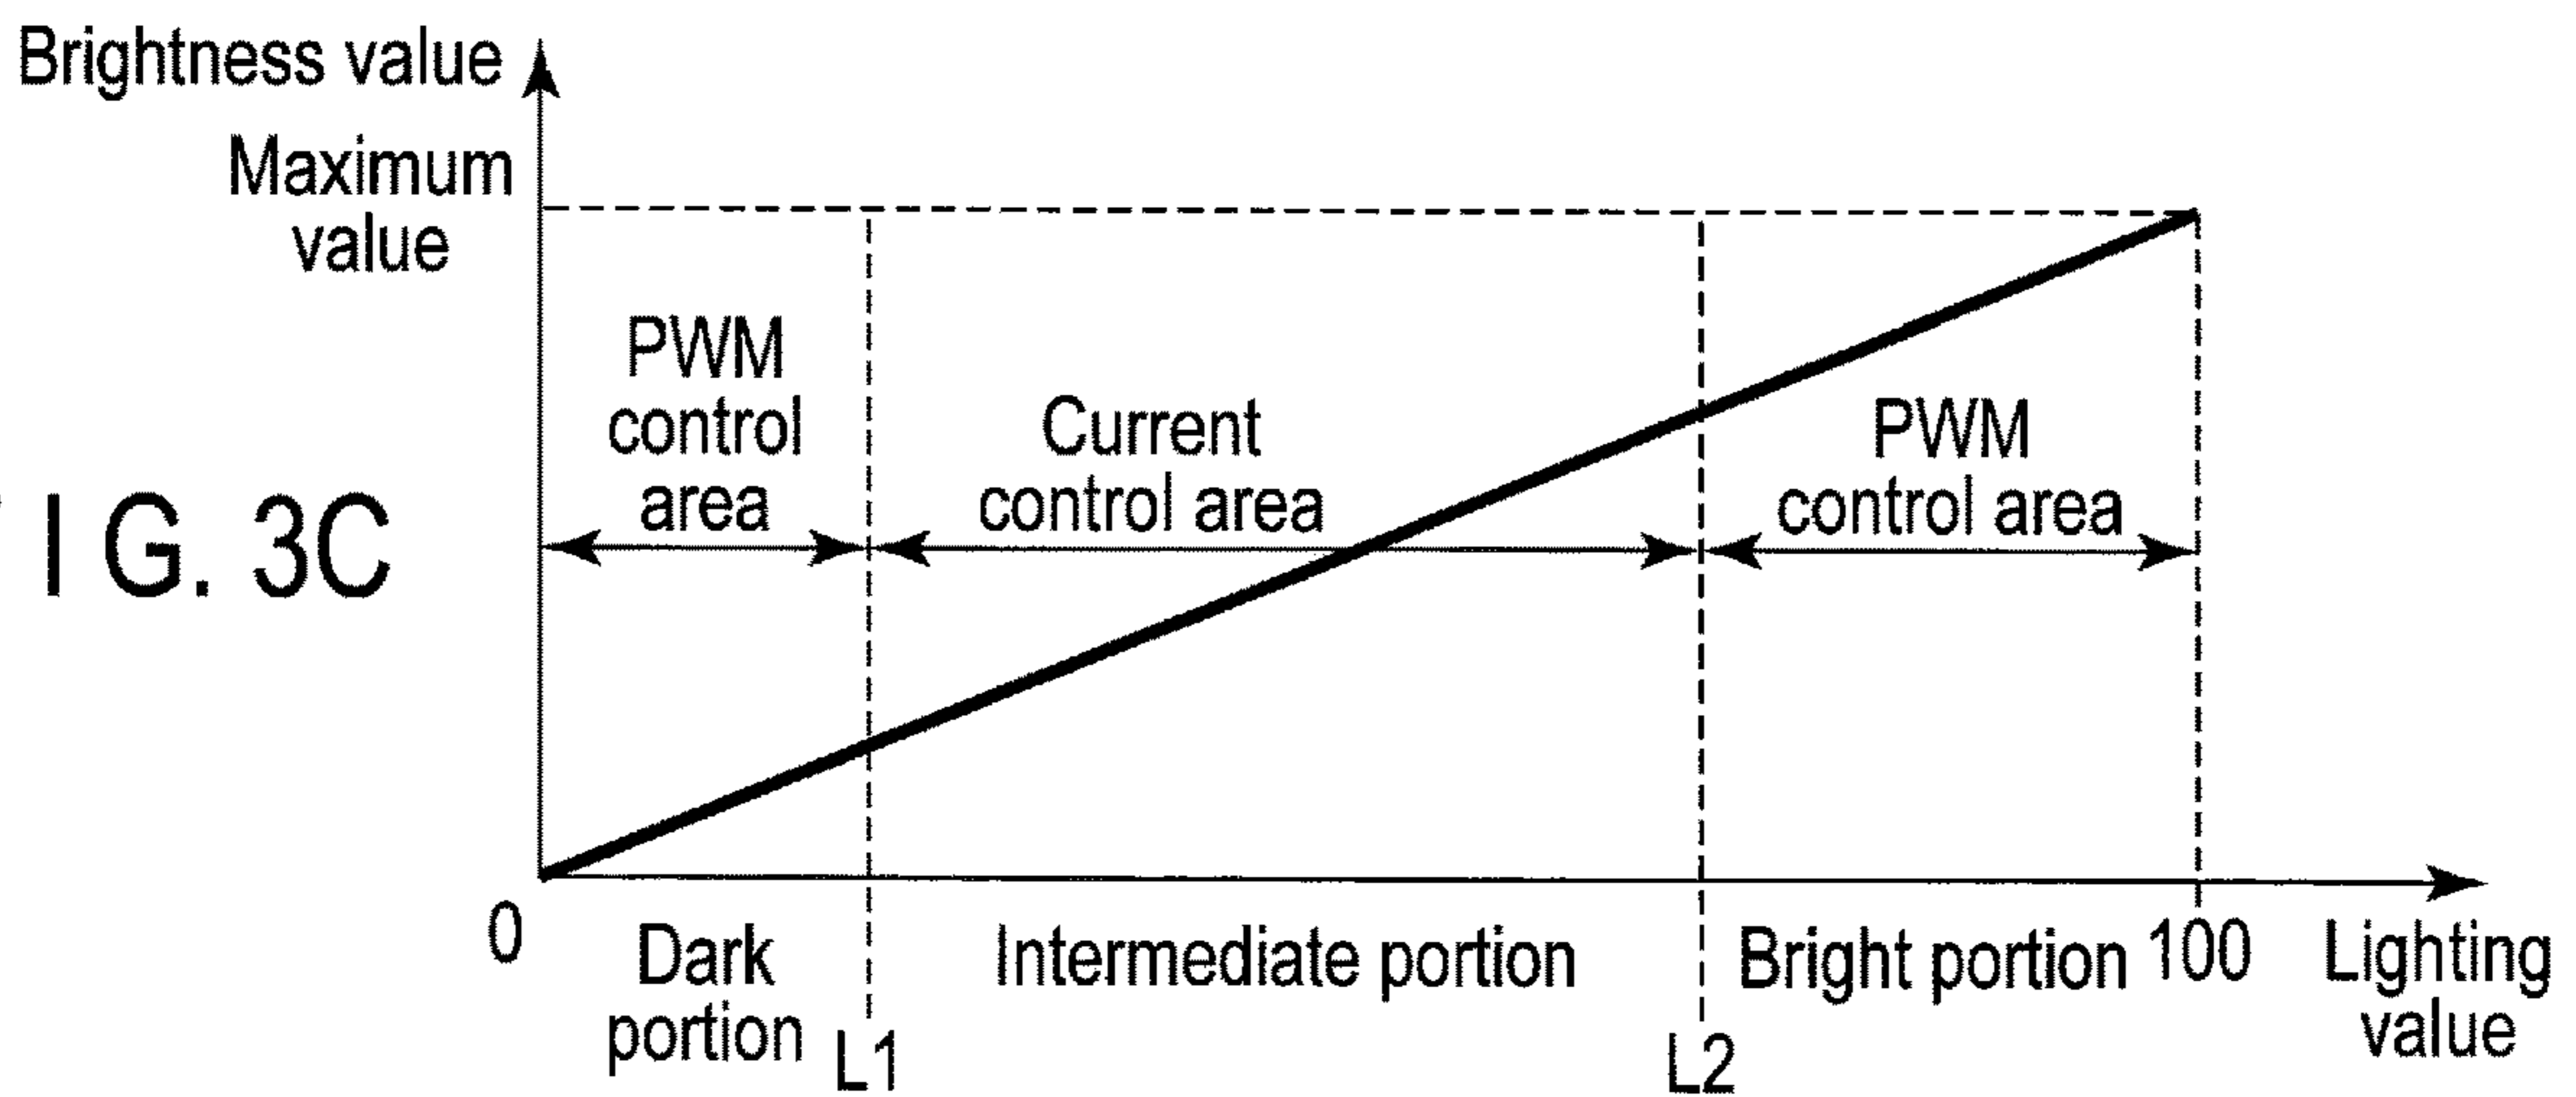 Brightness value
Maximum
value
PWM
control
area
Current
control area
PWM
control area
I G. 3C
0
Dark
portion
L1
Intermediate portion
L2
Bright portion
100
Lighting
value